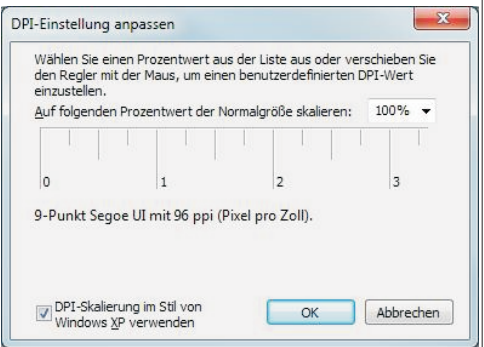 DPI-Einstellung anpassen
Wählen Sie einen Prozentwert aus der Liste aus oder verschieben Sie
den Regler mit der Maus, um einen benutzerdefinierten DPI-Wert
einzustellen.
Auf folgenden Prozentwert der Normalgröße skalieren: 100%
0 1 2 3
9-Punkt Segoe UI mit 96 ppi (Pixel pro Zoll).
DPI-Skalierung im Stil von
Windows XP verwenden
OK Abbrechen